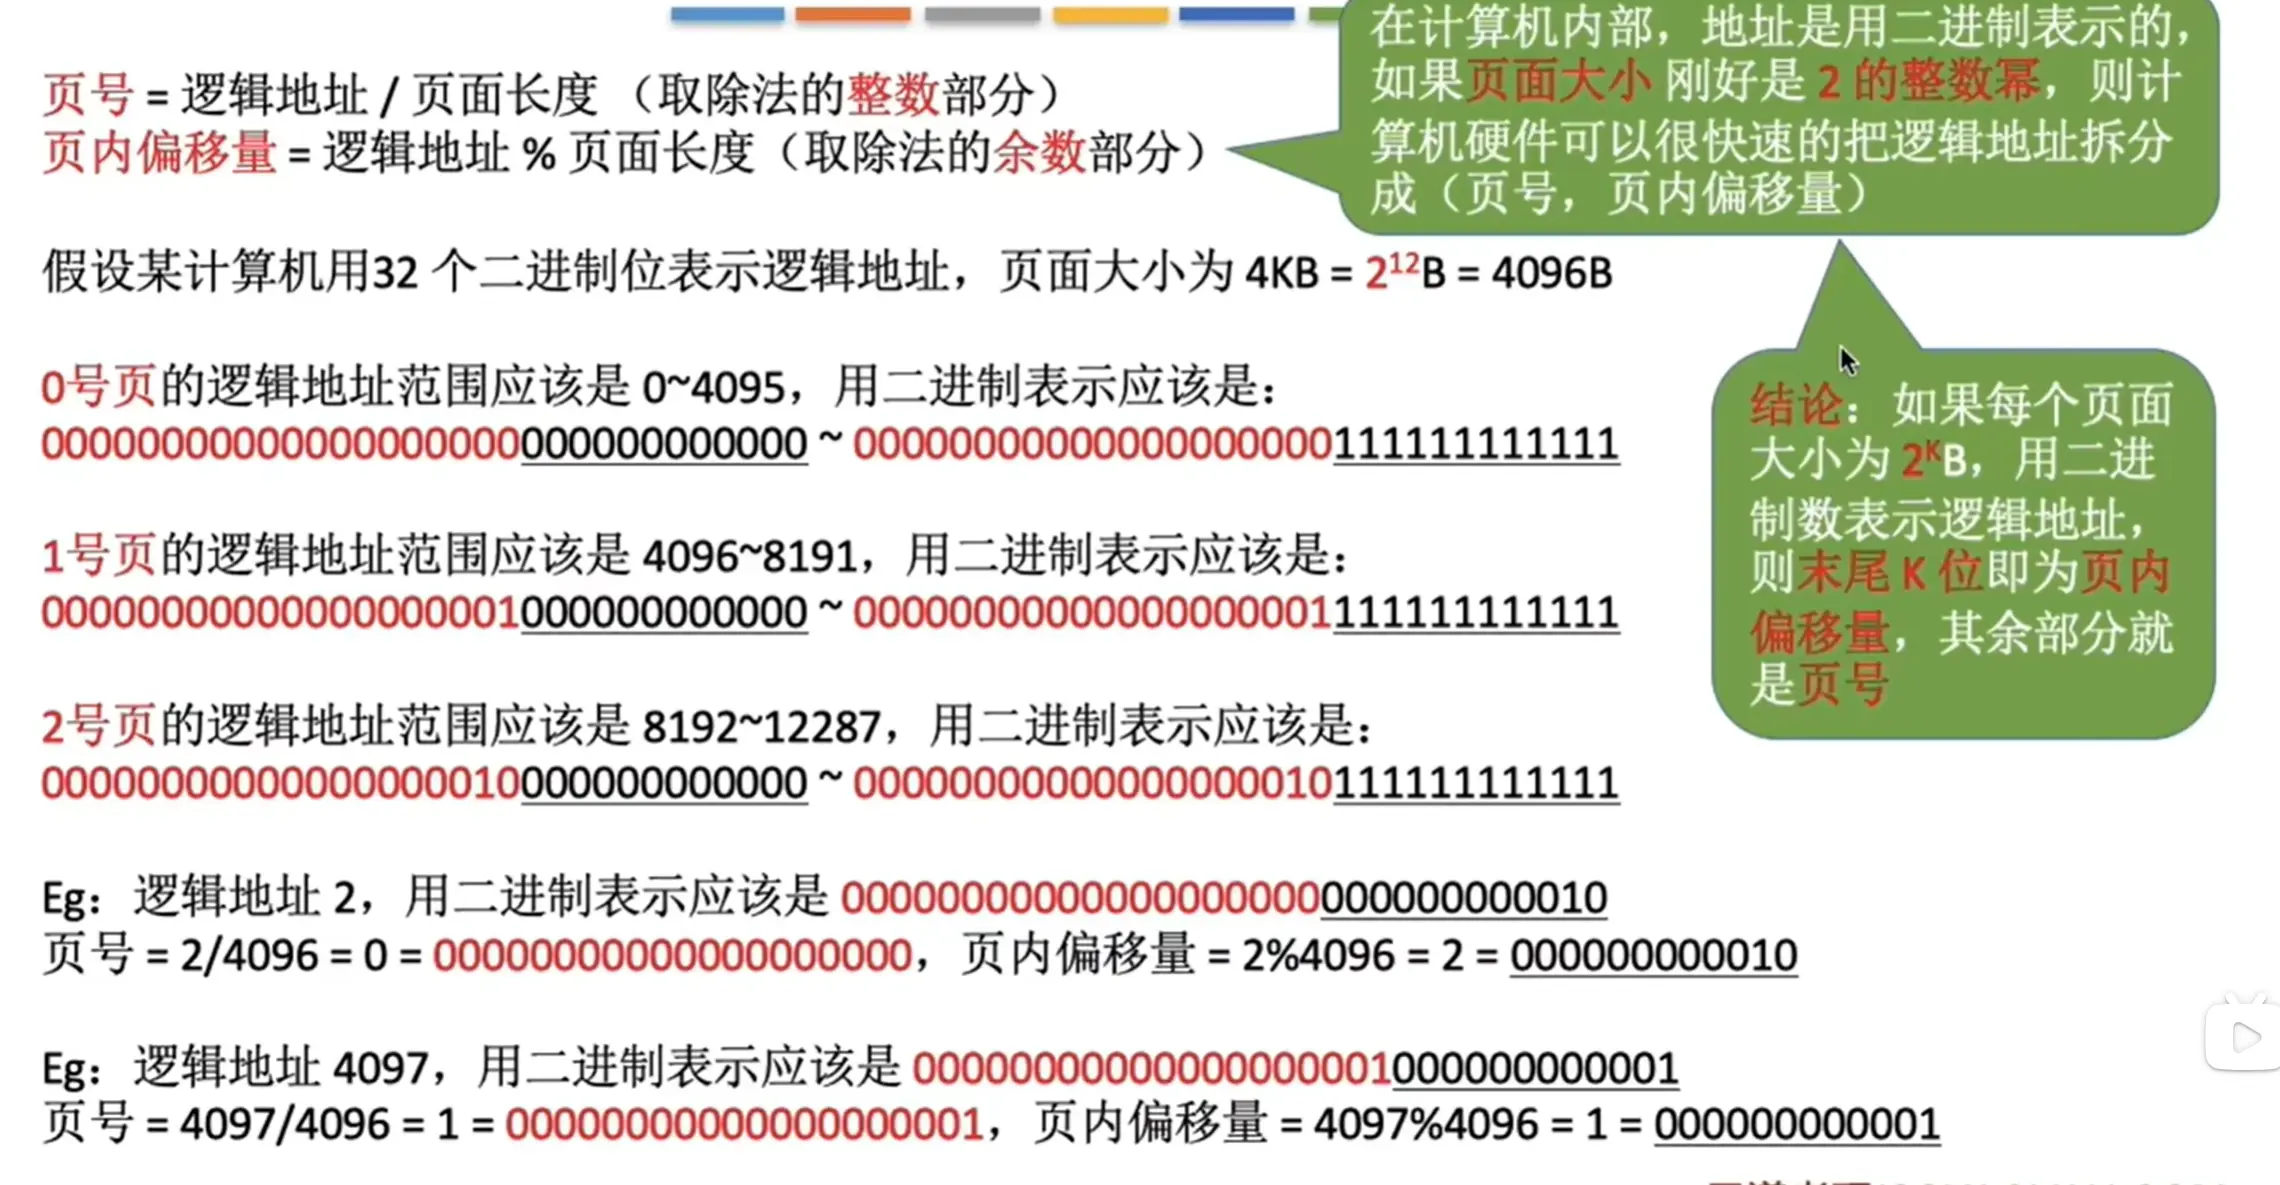 页号 = 逻辑地址 / 页面长度 （取除法的整数部分）
页内偏移量 = 逻辑地址 % 页面长度（取除法的余数部分）
在计算机内部，地址是用二进制表示的，
如果页面大小 刚好是 2 的整数幂，则计
算机硬件可以很快速的把逻辑地址拆分
成（页号，页内偏移量）
假设某计算机用32 个二进制位表示逻辑地址，页面大小为 4KB = 2¹²B = 4096B
0号页的逻辑地址范围应该是 0~4095，用二进制表示应该是：
00000000000000000000000000000000 ~ 00000000000000000000111111111111
1号页的逻辑地址范围应该是 4096~8191，用二进制表示应该是：
00000000000000000001000000000000 ~ 00000000000000000001111111111111
2号页的逻辑地址范围应该是 8192~12287，用二进制表示应该是：
00000000000000000010000000000000 ~ 00000000000000000010111111111111
结论：如果每个页面
大小为 2ᴷB，用二进
制数表示逻辑地址，
则末尾 K 位即为页内
偏移量，其余部分就
是页号
Eg：逻辑地址 2，用二进制表示应该是 00000000000000000000000000000010
页号 = 2/4096 = 0 = 00000000000000000000，页内偏移量 = 2%4096 = 2 = 000000000010
Eg：逻辑地址 4097，用二进制表示应该是 00000000000000000001000000000001
页号 = 4097/4096 = 1 = 00000000000000000001，页内偏移量 = 4097%4096 = 1 = 000000000001